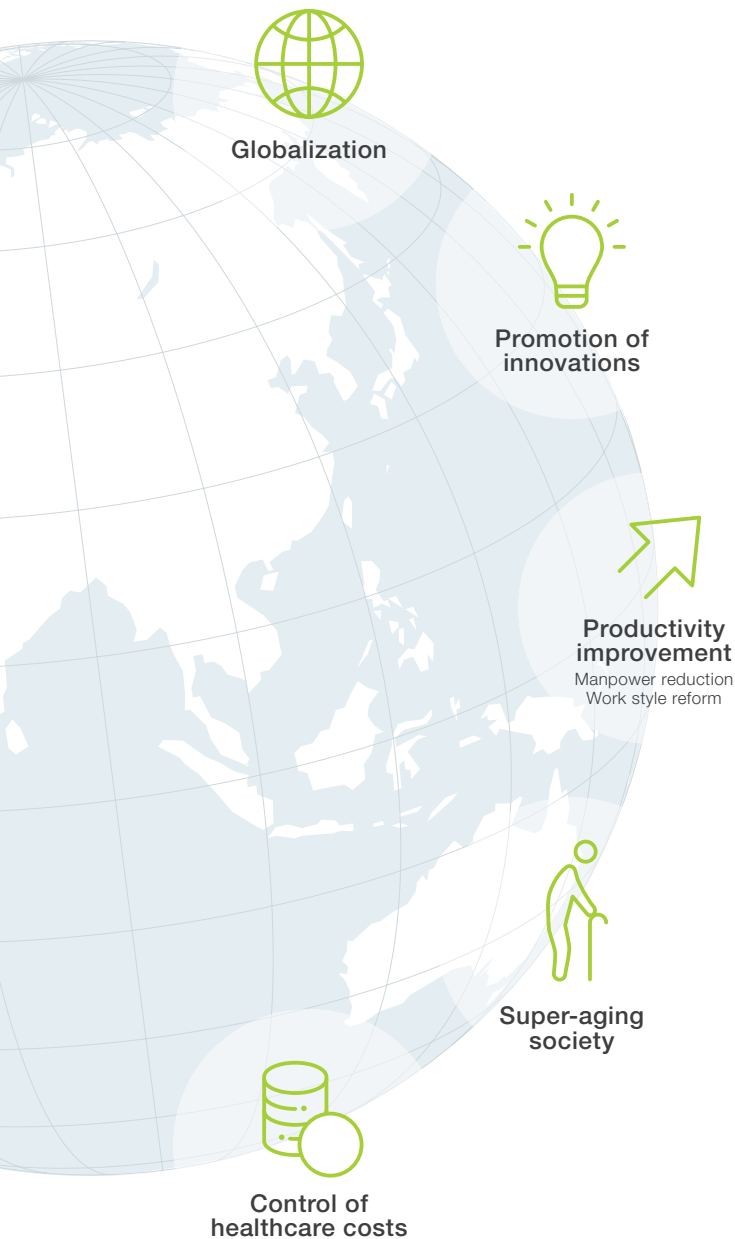 Globalization
Promotion of
innovations
Productivity
improvement
Manpower reduction
Work style reform
Super-aging
society
Control of
healthcare costs